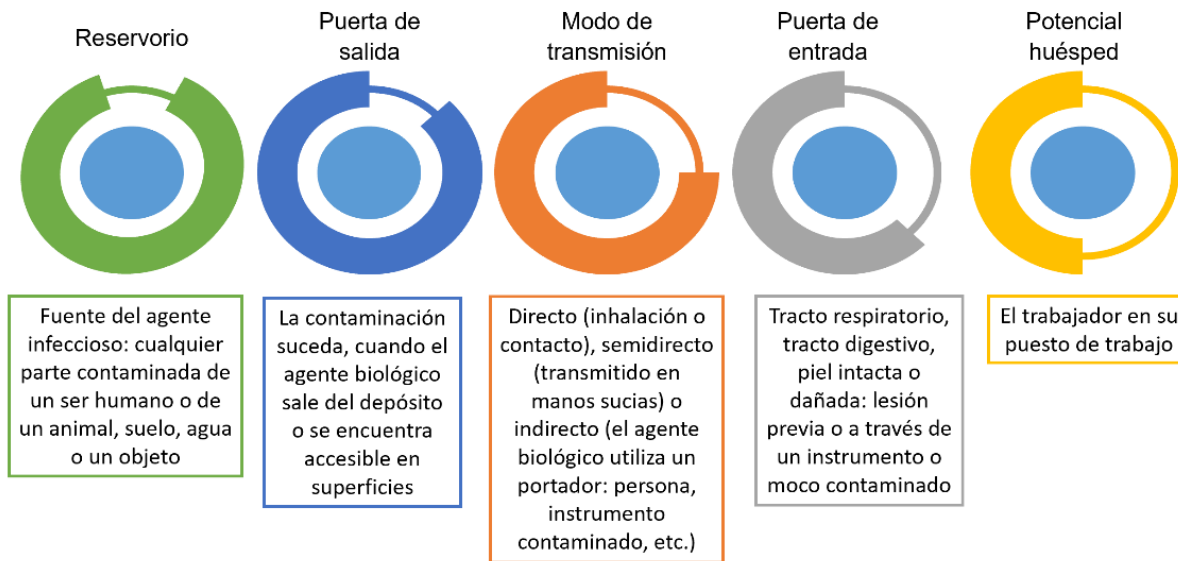 Reservorio
Puerta de
salida
Modo de
transmisión
Puerta de
entrada
Potencial
huésped
Fuente del agente
infeccioso: cualquier
parte contaminada de
un ser humano o de
un animal, suelo, agua
o un objeto
La contaminación
suceda, cuando el
agente biológico
sale del depósito
o se encuentra
accesible en
superficies
Directo (inhalación o
contacto), semidirecto
(transmitido en
manos sucias) o
indirecto (el agente
biológico utiliza un
portador: persona,
instrumento
contaminado, etc.)
Tracto respiratorio,
tracto digestivo,
piel intacta o
dañada: lesión
previa o a través de
un instrumento o
moco contaminado
El trabajador en su
puesto de trabajo